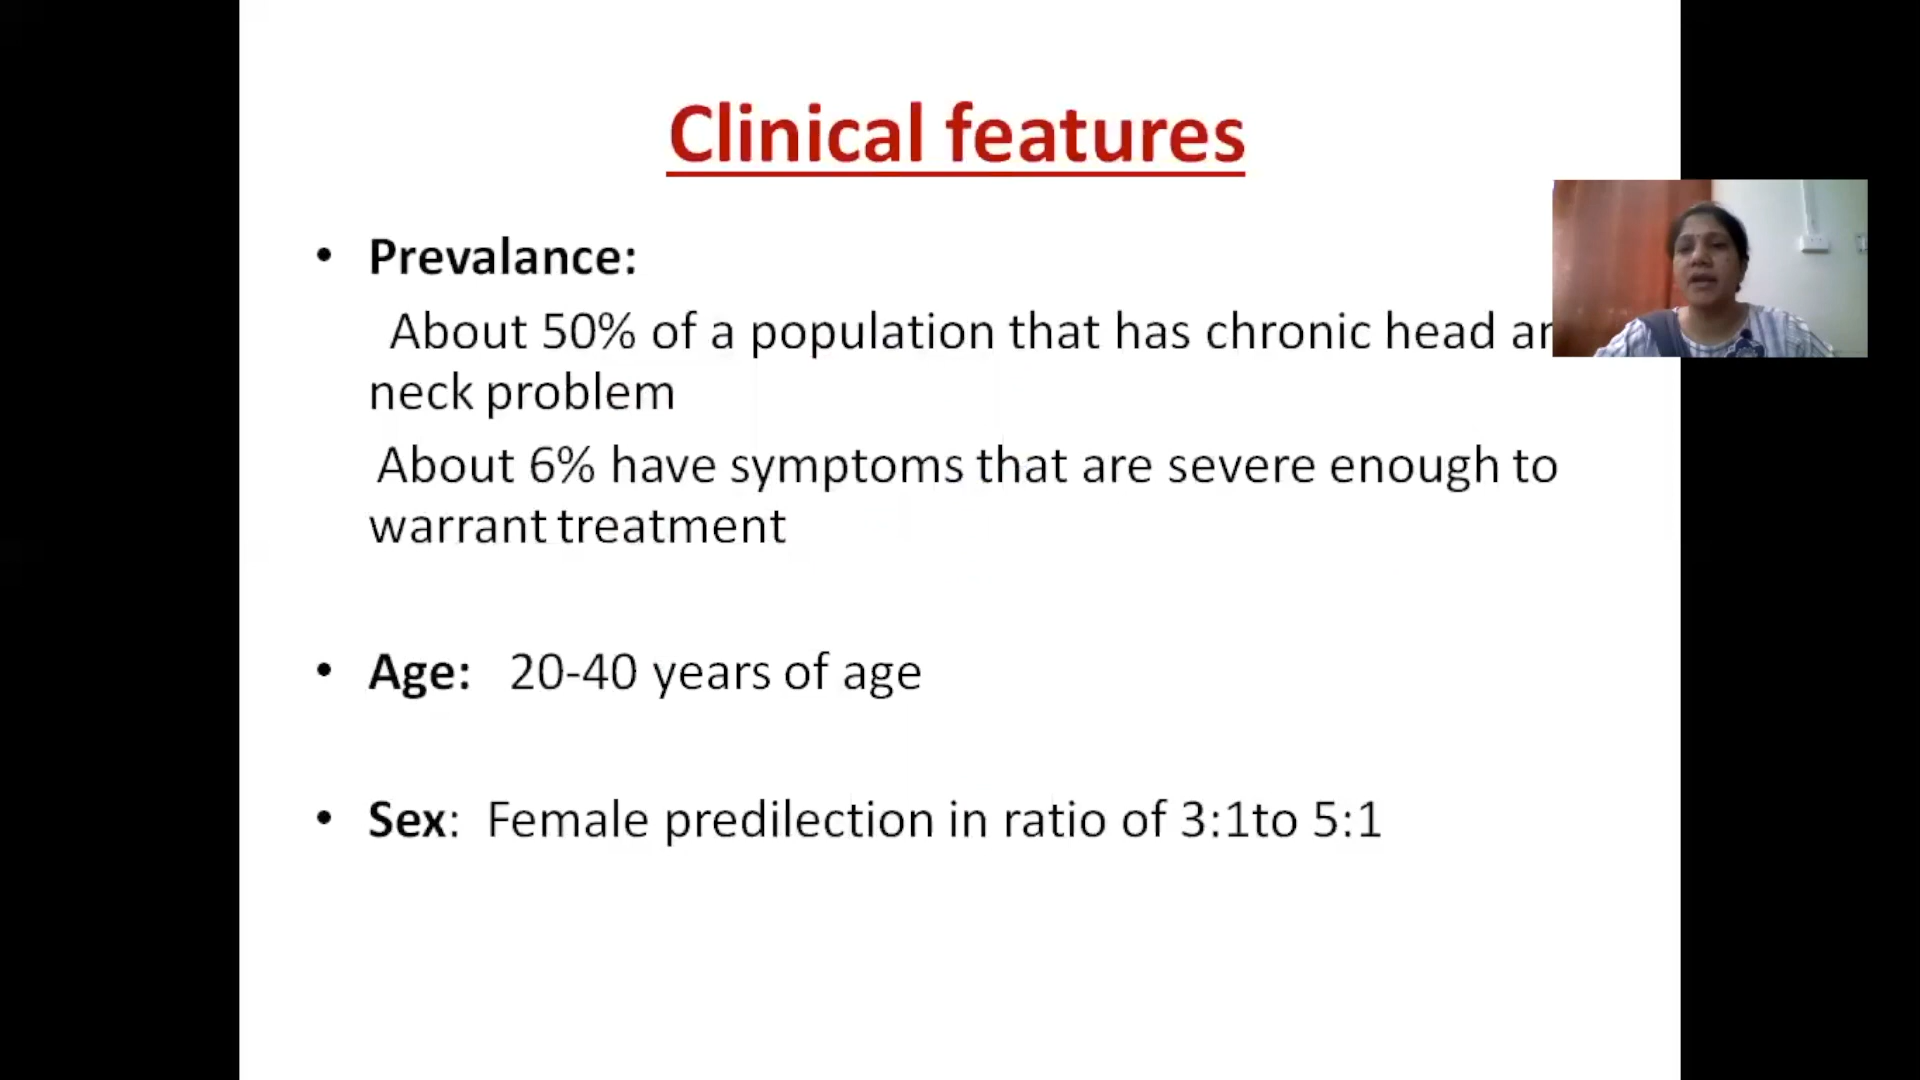 Clinical features
• Prevalance:
About 50% of a population that has chronic head
neck problem
About 6% have symptoms that are severe enough to
warrant treatment
• Age: 20-40 years of age
• Sex: Female predilection in ratio of 3:1to 5:1